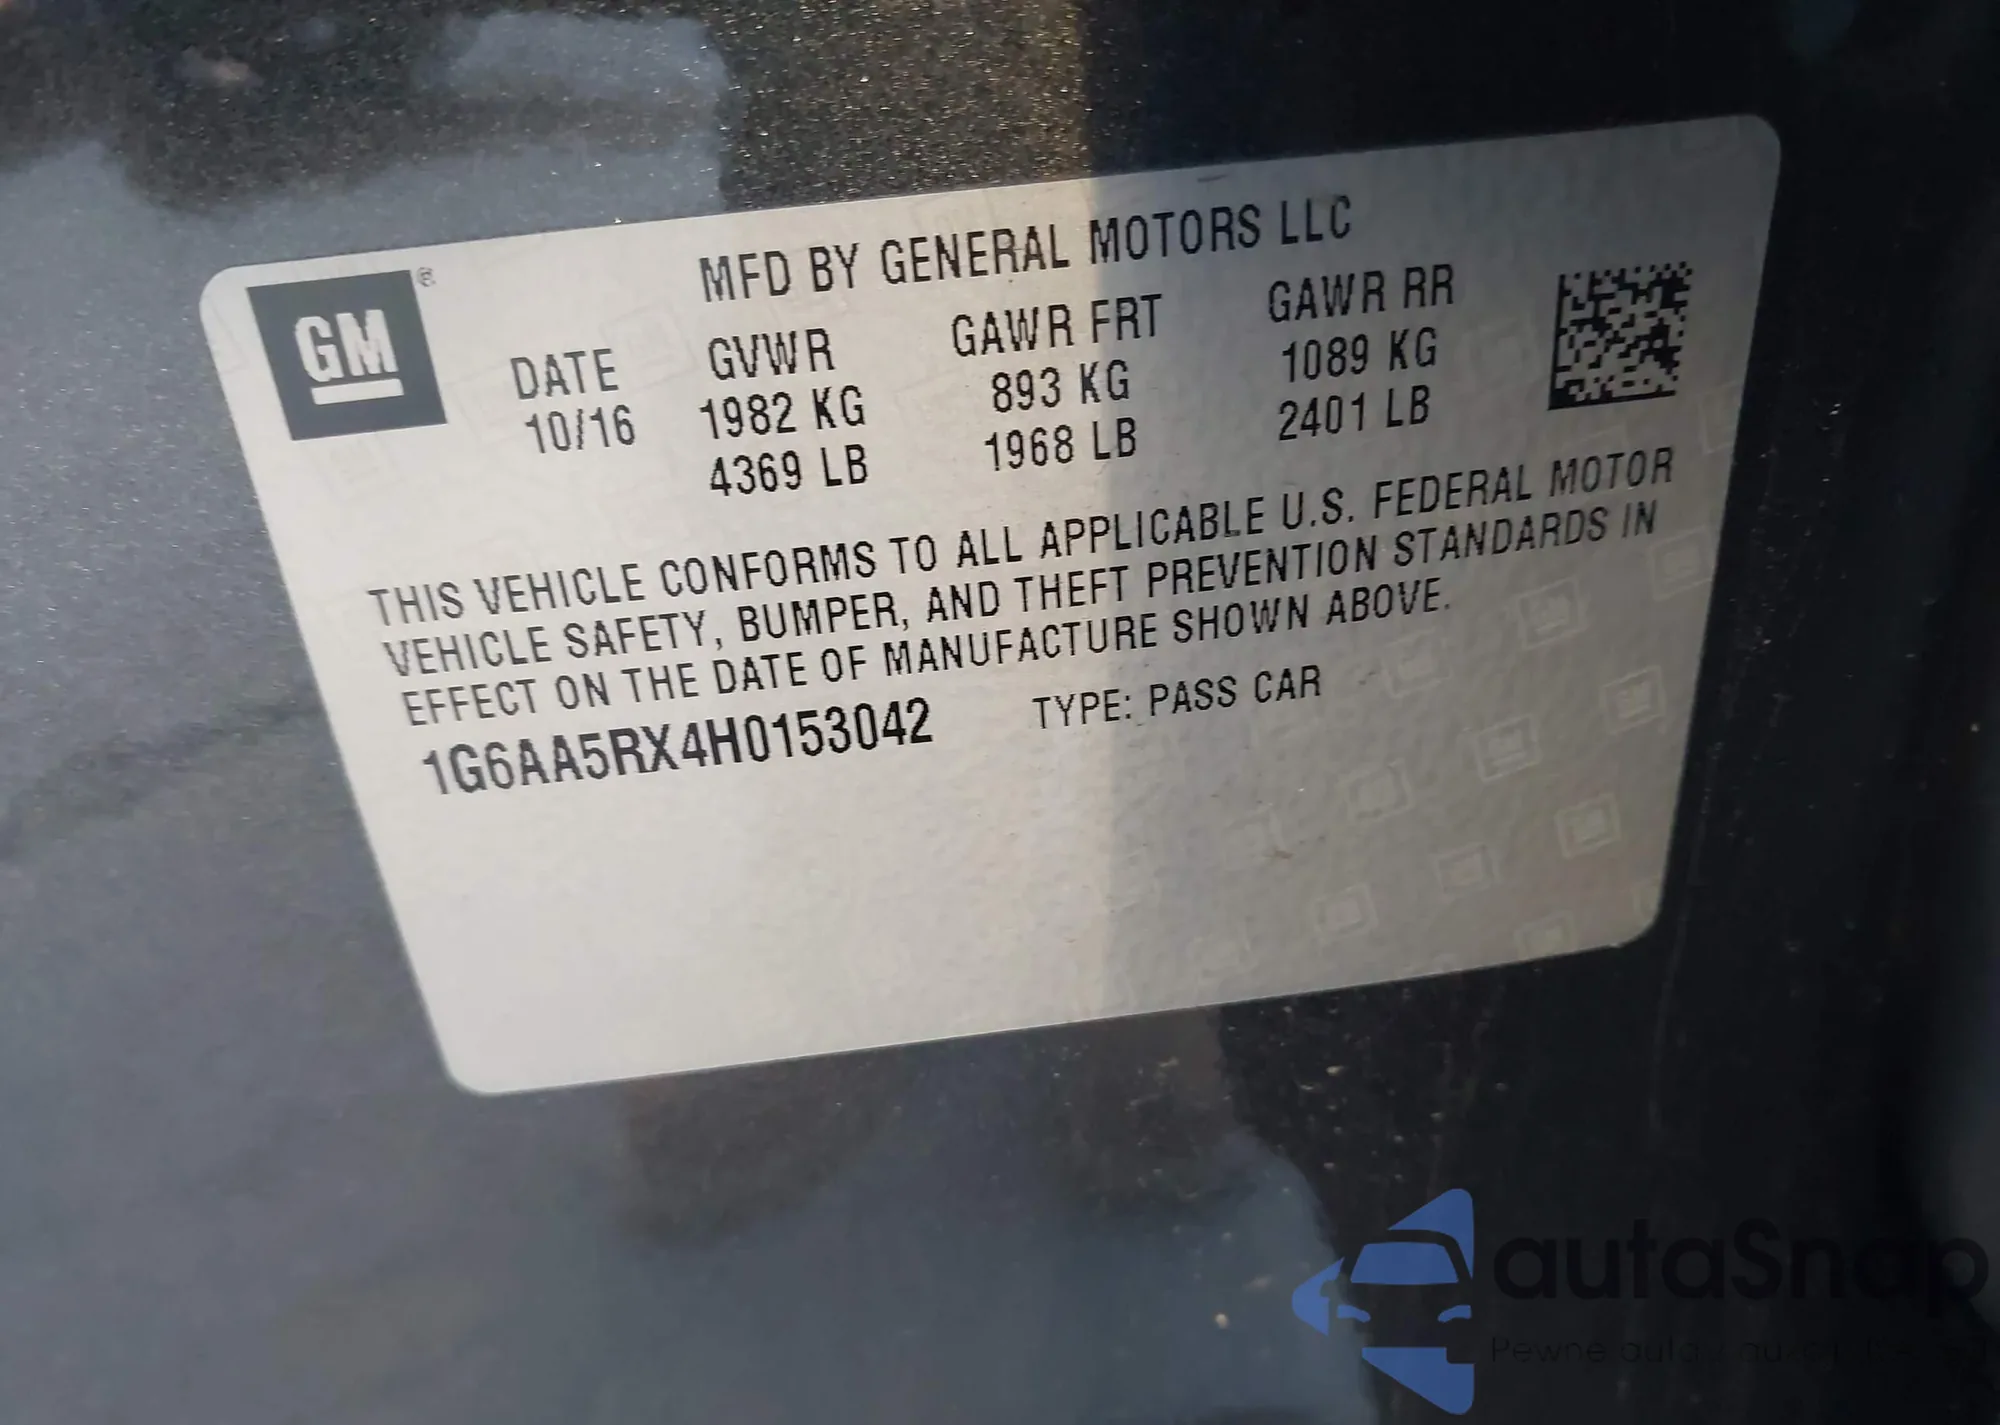 MFD BY GENERAL MOTORS LLC
GM ®
DATE GVWR GAWR FRT GAWR RR
10/16 1982 KG 893 KG 1089 KG
4369 LB 1968 LB 2401 LB
THIS VEHICLE CONFORMS TO ALL APPLICABLE U.S. FEDERAL MOTOR
VEHICLE SAFETY, BUMPER, AND THEFT PREVENTION STANDARDS IN
EFFECT ON THE DATE OF MANUFACTURE SHOWN ABOVE.
1G6AA5RX4H0153042 TYPE: PASS CAR
autaSnap
Pewne auta z